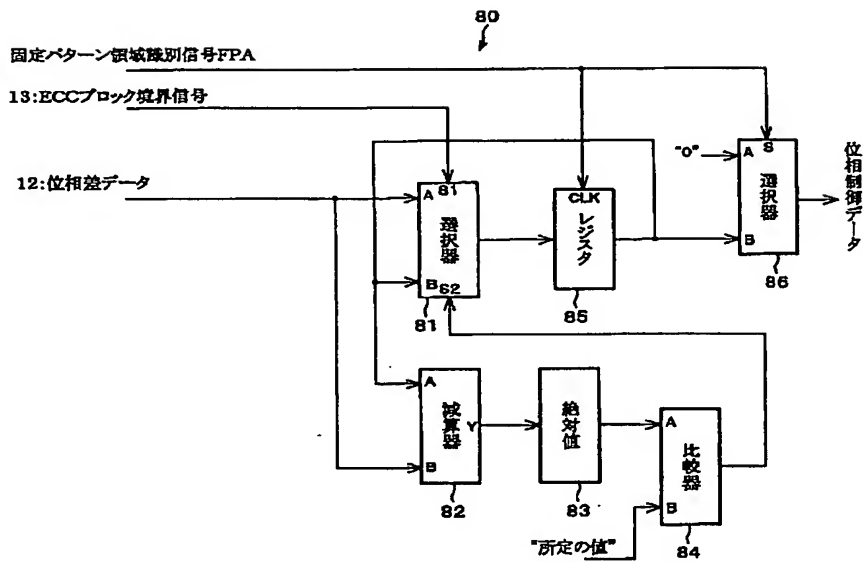 80
固定パターン領域識別信号FPA
13:ECCブロック境界信号
"0"
A
S
選択器
B
86
位相制御データ
12:位相差データ
A
S1
選択器
B
S2
81
CLK
レジスタ
85
A
減算器
Y
B
82
絶対値
83
A
比較器
B
84
"所定の値"